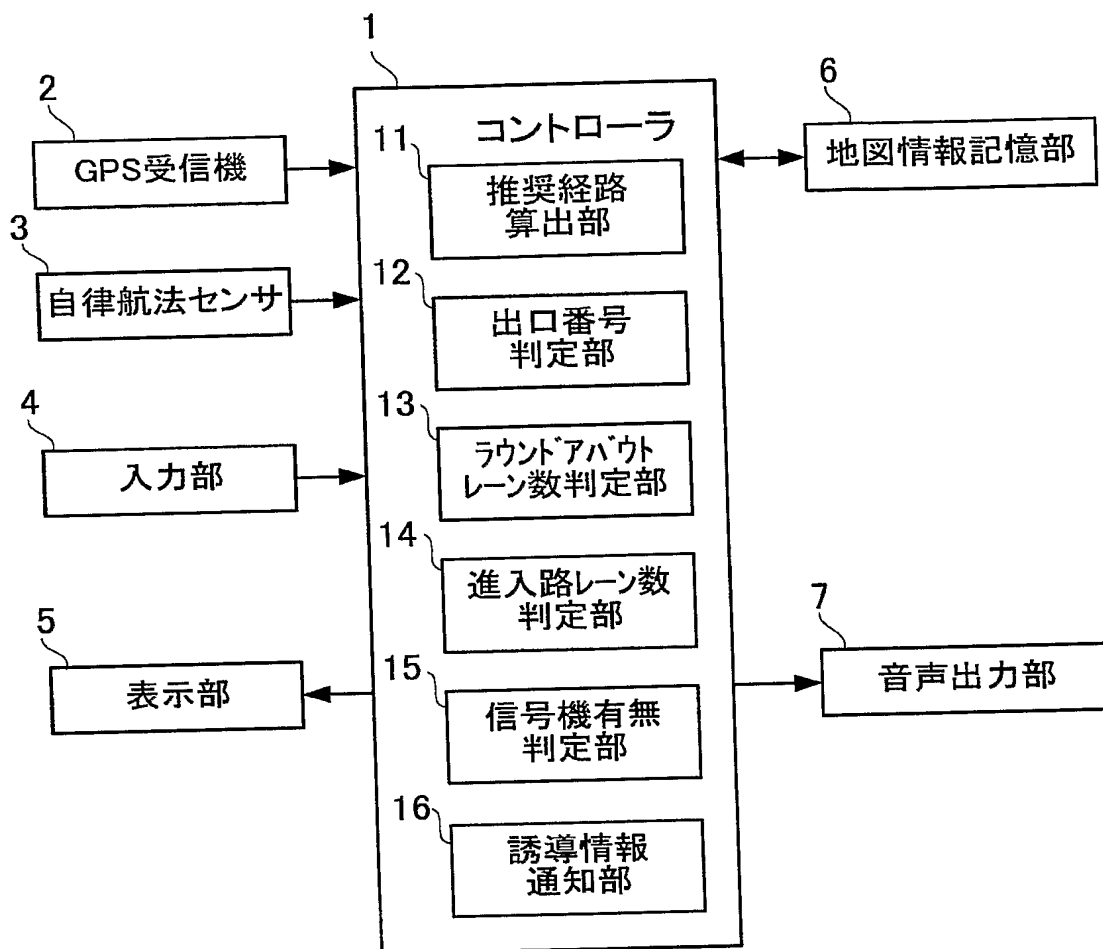 1
コントローラ
2
GPS受信機
3
自律航法センサ
4
入力部
5
表示部
11
推奨経路
算出部
12
出口番号
判定部
13
ラウンドアバウト
レーン数判定部
14
進入路レーン数
判定部
15
信号機有無
判定部
16
誘導情報
通知部
6
地図情報記憶部
7
音声出力部